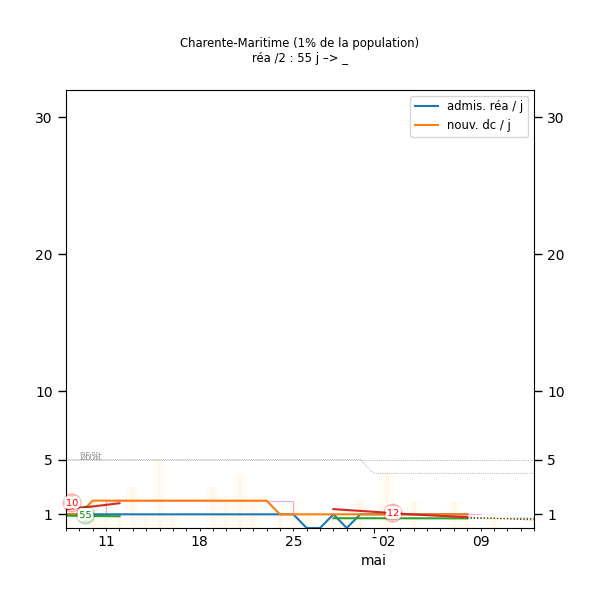 Charente-Maritime (1% de la population)
réa /2 : 55 j –> _
admis. réa / j
nouv. dc / j
30 30
20 20
10 10
5 5
1 1
10
55
12
11 18 25 02 09
mai